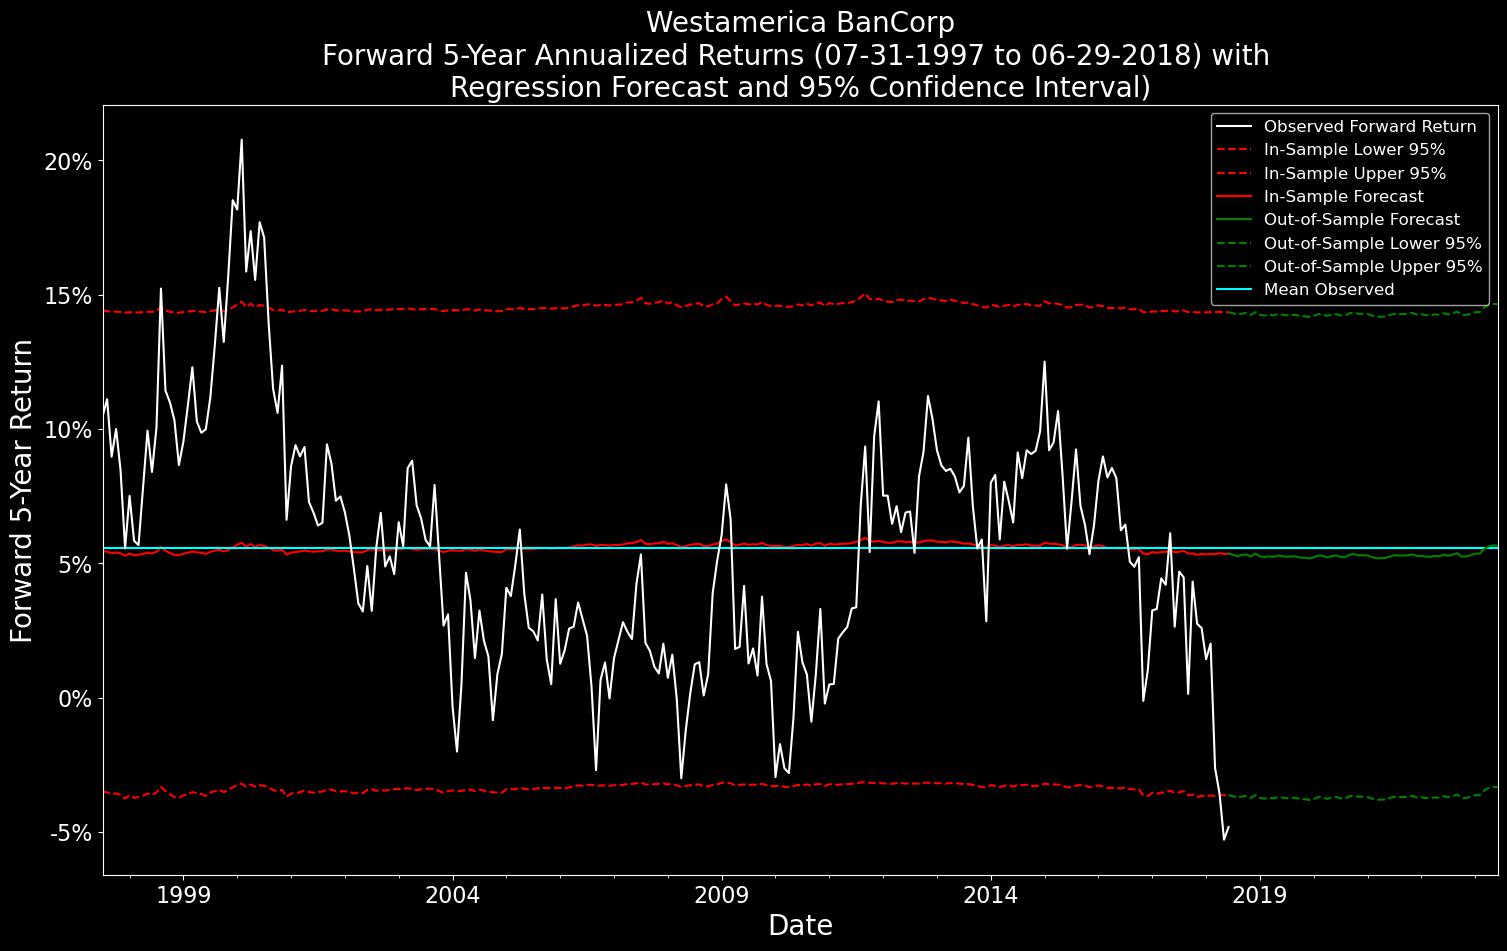 Westamerica BanCorp
Forward 5-Year Annualized Returns (07-31-1997 to 06-29-2018) with
Regression Forecast and 95% Confidence Interval)
Observed Forward Return
In-Sample Lower 95%
In-Sample Upper 95%
In-Sample Forecast
Out-of-Sample Forecast
Out-of-Sample Lower 95%
Out-of-Sample Upper 95%
Mean Observed
Forward 5-Year Return
20%
15%
10%
5%
0%
-5%
1999 2004 2009 2014 2019
Date